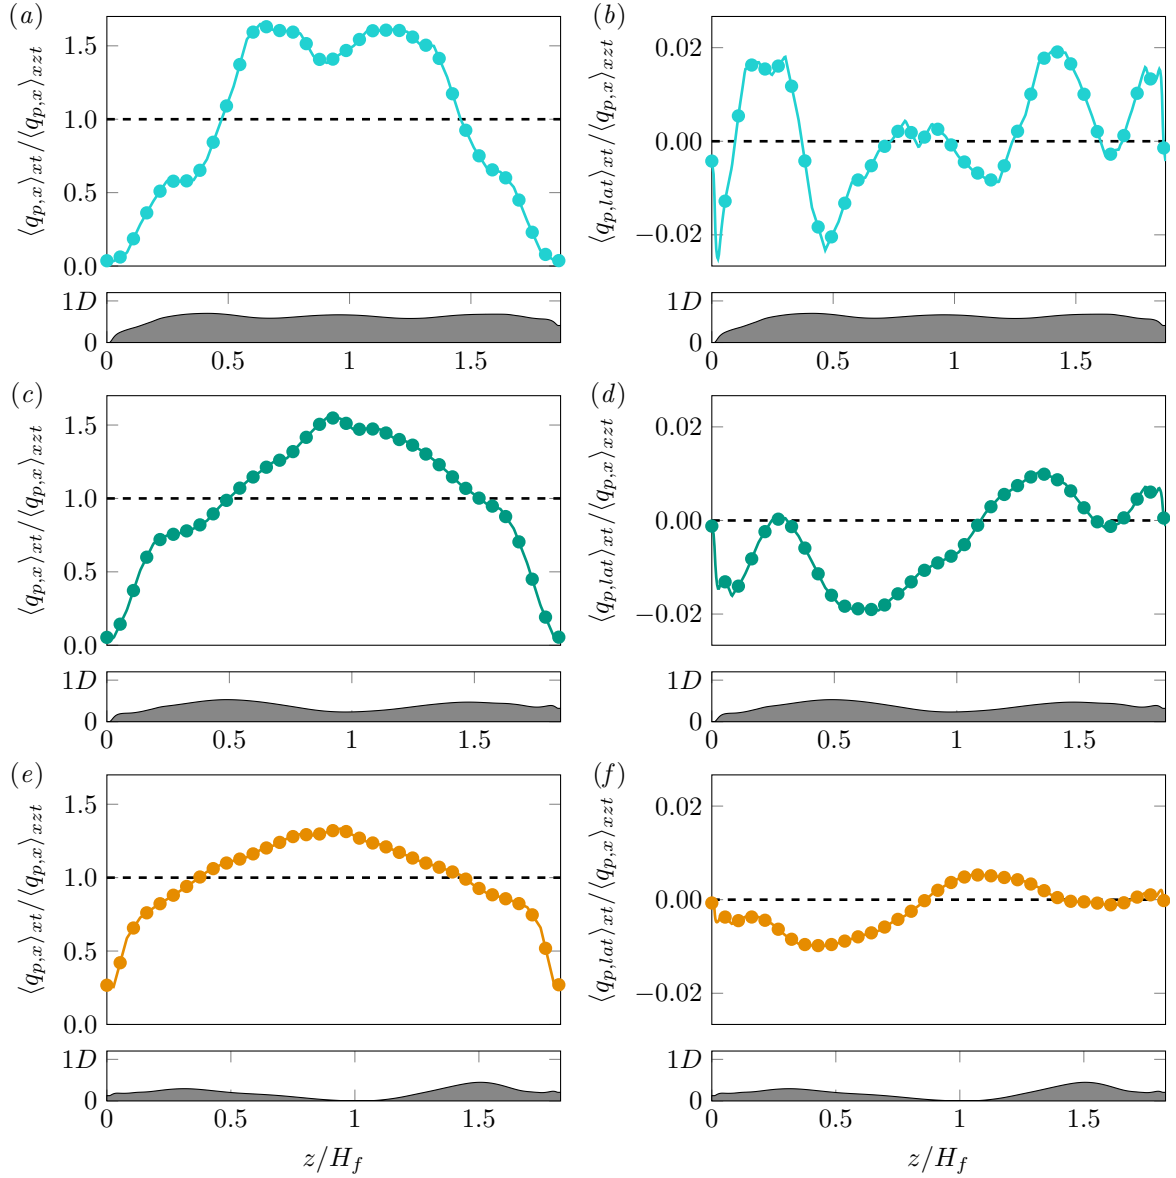 (a)
1.5
1.0
0.5
0.0
⟨q_{p,x}⟩_{xt}/⟨q_{p,x}⟩_{xzt}
1D
0
0 0.5 1 1.5
(b)
0.02
0.00
−0.02
⟨q_{p,lat}⟩_{xt}/⟨q_{p,x}⟩_{xzt}
1D
0
0 0.5 1 1.5
(c)
1.5
1.0
0.5
0.0
⟨q_{p,x}⟩_{xt}/⟨q_{p,x}⟩_{xzt}
1D
0
0 0.5 1 1.5
(d)
0.02
0.00
−0.02
⟨q_{p,lat}⟩_{xt}/⟨q_{p,x}⟩_{xzt}
1D
0
0 0.5 1 1.5
(e)
1.5
1.0
0.5
0.0
⟨q_{p,x}⟩_{xt}/⟨q_{p,x}⟩_{xzt}
1D
0
0 0.5 1 1.5
z/H_f
(f)
0.02
0.00
−0.02
⟨q_{p,lat}⟩_{xt}/⟨q_{p,x}⟩_{xzt}
1D
0
0 0.5 1 1.5
z/H_f